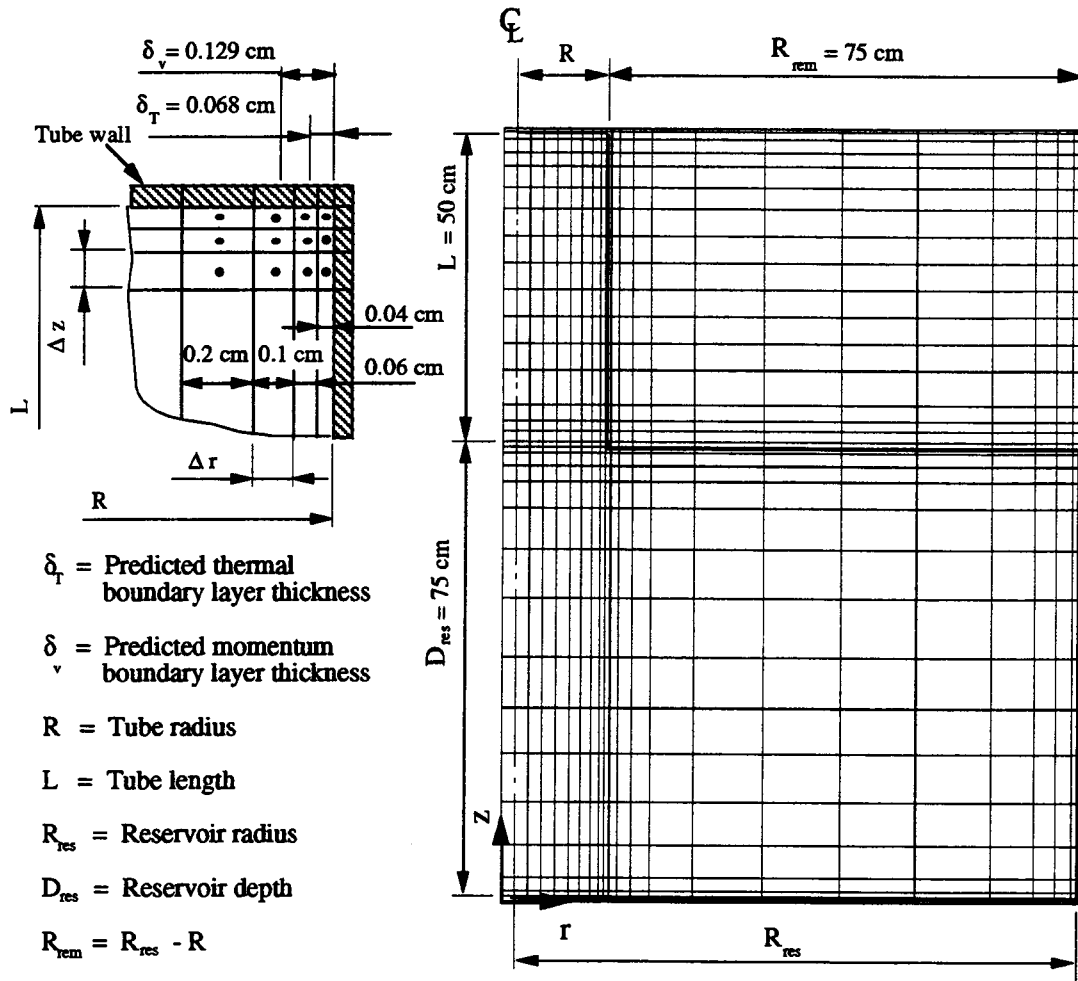 δv = 0.129 cm
δT = 0.068 cm
Tube wall
L
Δ z
0.2 cm
0.1 cm
0.04 cm
0.06 cm
Δ r
R
δT = Predicted thermal
boundary layer thickness
δv = Predicted momentum
boundary layer thickness
R = Tube radius
L = Tube length
Rres = Reservoir radius
Dres = Reservoir depth
Rrem = Rres - R
℄
R
Rrem = 75 cm
L = 50 cm
Dres = 75 cm
z
r
Rres